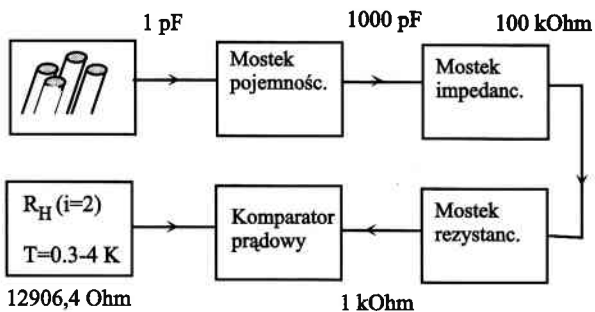 1 pF
1000 pF
100 kOhm
Mostek
pojemnośc.
Mostek
impedanc.
R_H (i=2)
T=0.3-4 K
Komparator
prądowy
Mostek
rezystanc.
12906,4 Ohm
1 kOhm